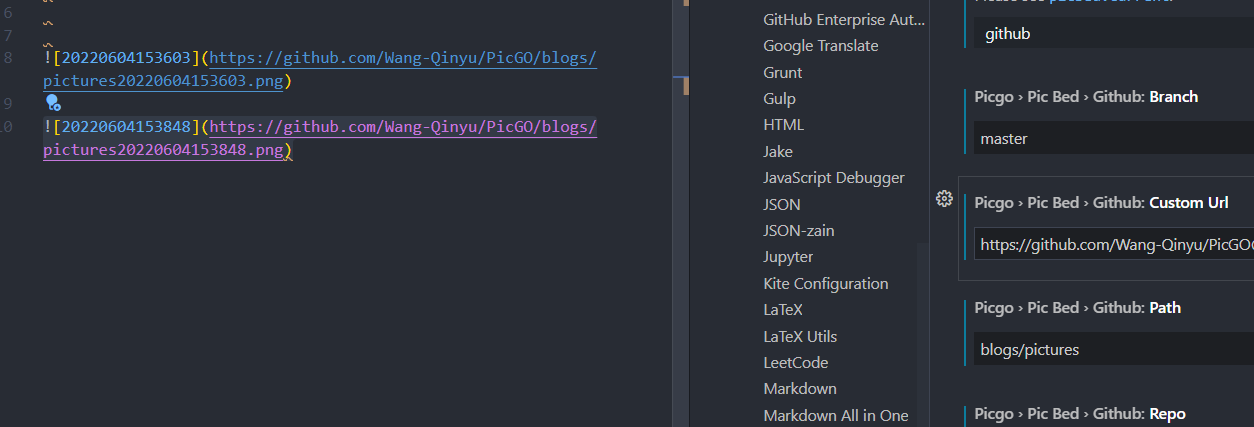 6
7
8
![20220604153603](https://github.com/Wang-Qinyu/PicGO/blogs/
pictures20220604153603.png)
9
10
![20220604153848](https://github.com/Wang-Qinyu/PicGO/blogs/
pictures20220604153848.png)
GitHub Enterprise Aut...
Google Translate
Grunt
Gulp
HTML
Jake
JavaScript Debugger
JSON
JSON-zain
Jupyter
Kite Configuration
LaTeX
LaTeX Utils
LeetCode
Markdown
Markdown All in One
github
Picgo › Pic Bed › Github: Branch
master
Picgo › Pic Bed › Github: Custom Url
https://github.com/Wang-Qinyu/PicGO
Picgo › Pic Bed › Github: Path
blogs/pictures
Picgo › Pic Bed › Github: Repo